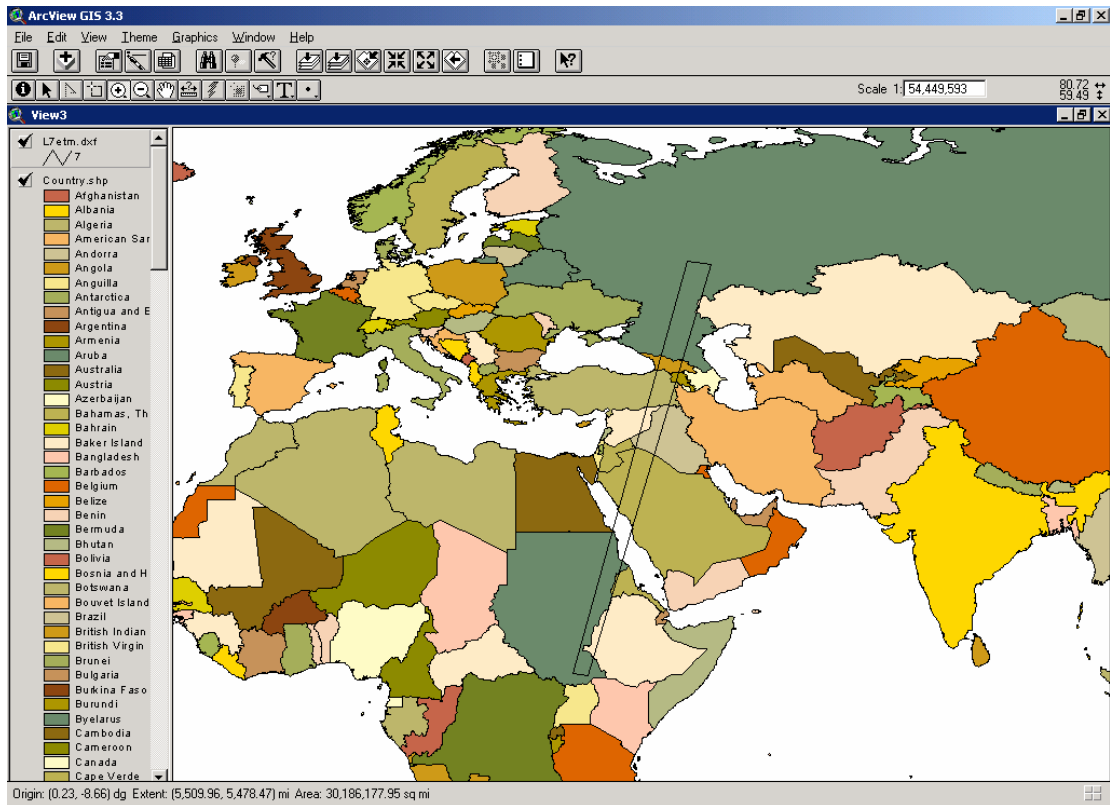 ArcView GIS 3.3
File Edit View Theme Graphics Window Help
Scale 1: 54,449,593
80.72
59.49
View3
L7etm.dxf
7
Country.shp
Afghanistan
Albania
Algeria
American Sar
Andorra
Angola
Anguilla
Antarctica
Antigua and E
Argentina
Armenia
Aruba
Australia
Austria
Azerbaijan
Bahamas, Th
Bahrain
Baker Island
Bangladesh
Barbados
Belgium
Belize
Benin
Bermuda
Bhutan
Bolivia
Bosnia and H
Botswana
Bouvet Island
Brazil
British Indian
British Virgin
Brunei
Bulgaria
Burkina Faso
Burundi
Byelarus
Cambodia
Cameroon
Canada
Cape Verde
Origin: (0.23, -8.66) dg Extent: (5,509.96, 5,478.47) mi Area: 30,186,177.95 sq mi